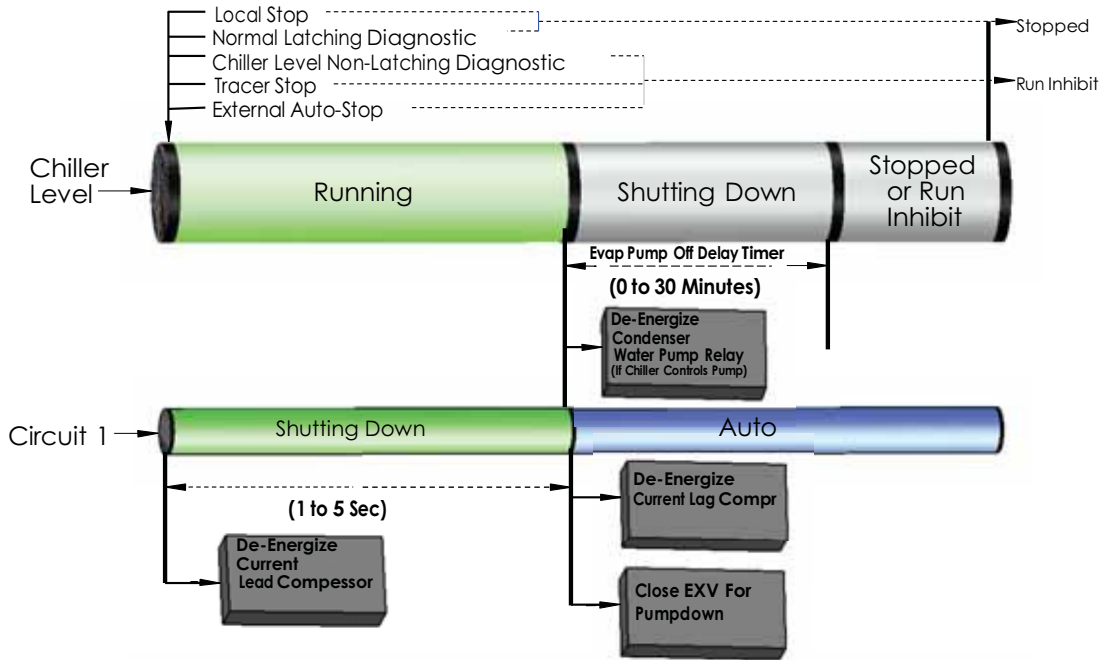 Local Stop
Normal Latching Diagnostic
Chiller Level Non-Latching Diagnostic
Tracer Stop
External Auto-Stop
Stopped
Run Inhibit
Chiller
Level
Running
Shutting Down
Stopped
or Run
Inhibit
Evap Pump Off Delay Timer
(0 to 30 Minutes)
De-Energize
Condenser
Water Pump Relay
(If Chiller Controls Pump)
Circuit 1
Shutting Down
Auto
(1 to 5 Sec)
De-Energize
Current Lag Compr
De-Energize
Current
Lead Compessor
Close EXV For
Pumpdown